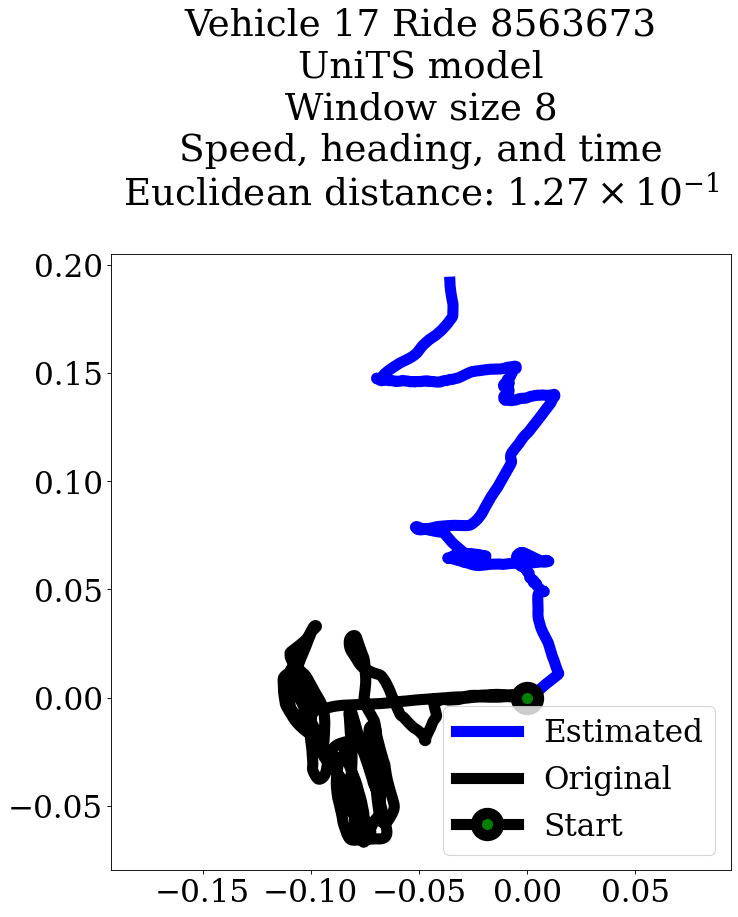 Vehicle 17 Ride 8563673
UniTS model
Window size 8
Speed, heading, and time
Euclidean distance: 1.27 × 10⁻¹
0.20
0.15
0.10
0.05
0.00
−0.05
Estimated
Original
Start
−0.15 −0.10 −0.05 0.00 0.05